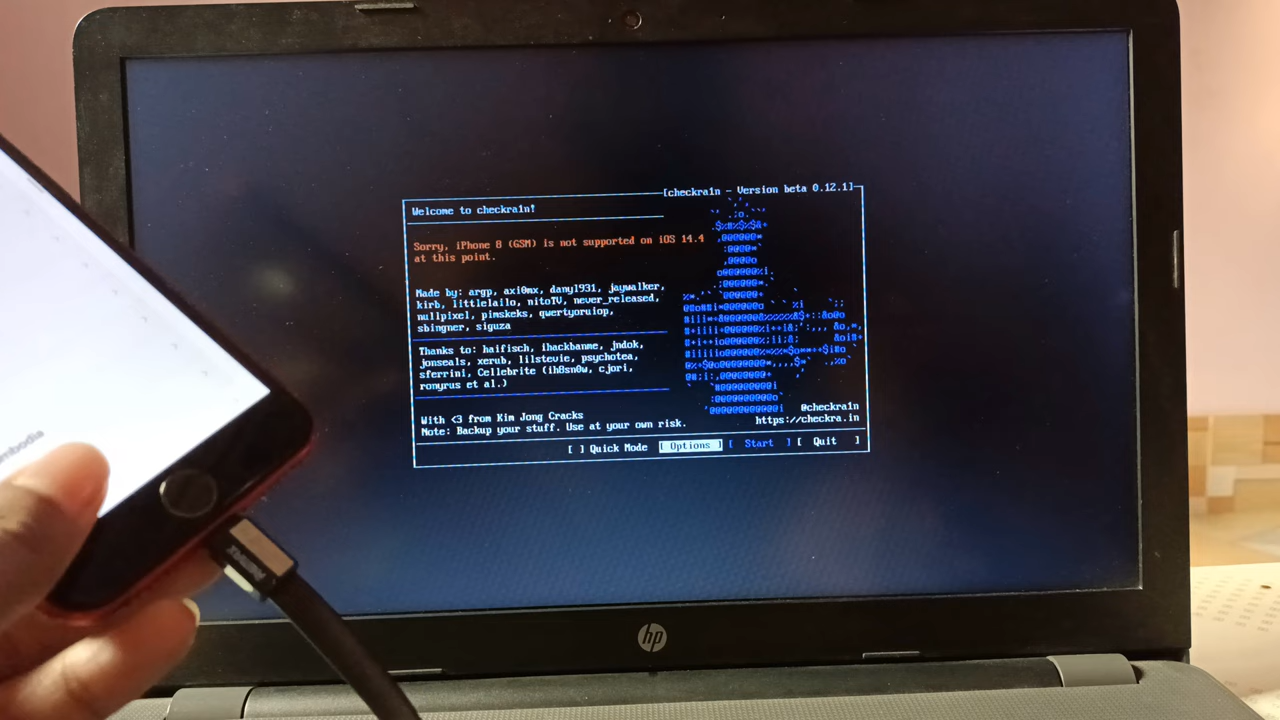 [checkra1n - Version beta 0.12.1]
Welcome to checkra1n!
Sorry, iPhone 8 (GSM) is not supported on iOS 14.4
at this point.
Made by: argp, axi0mx, danyl931, jaywalker,
kirb, littlelailo, nitoTV, never_released,
nullpixel, pimskeks, qwertyoruiop,
sbingner, siguza
Thanks to: haifisch, ihackbanme, jndok,
jonseals, xerub, lilstevie, psychotea,
sferrini, Cellebrite (ih8sn0w, cjori,
ronyrus et al.)
With <3 from Kim Jong Cracks
Note: Backup your stuff. Use at your own risk.
@checkra1n
https://checkra.in
[ ] Quick Mode [ Options ] [ Start ] [ Quit ]
hp
REMAX